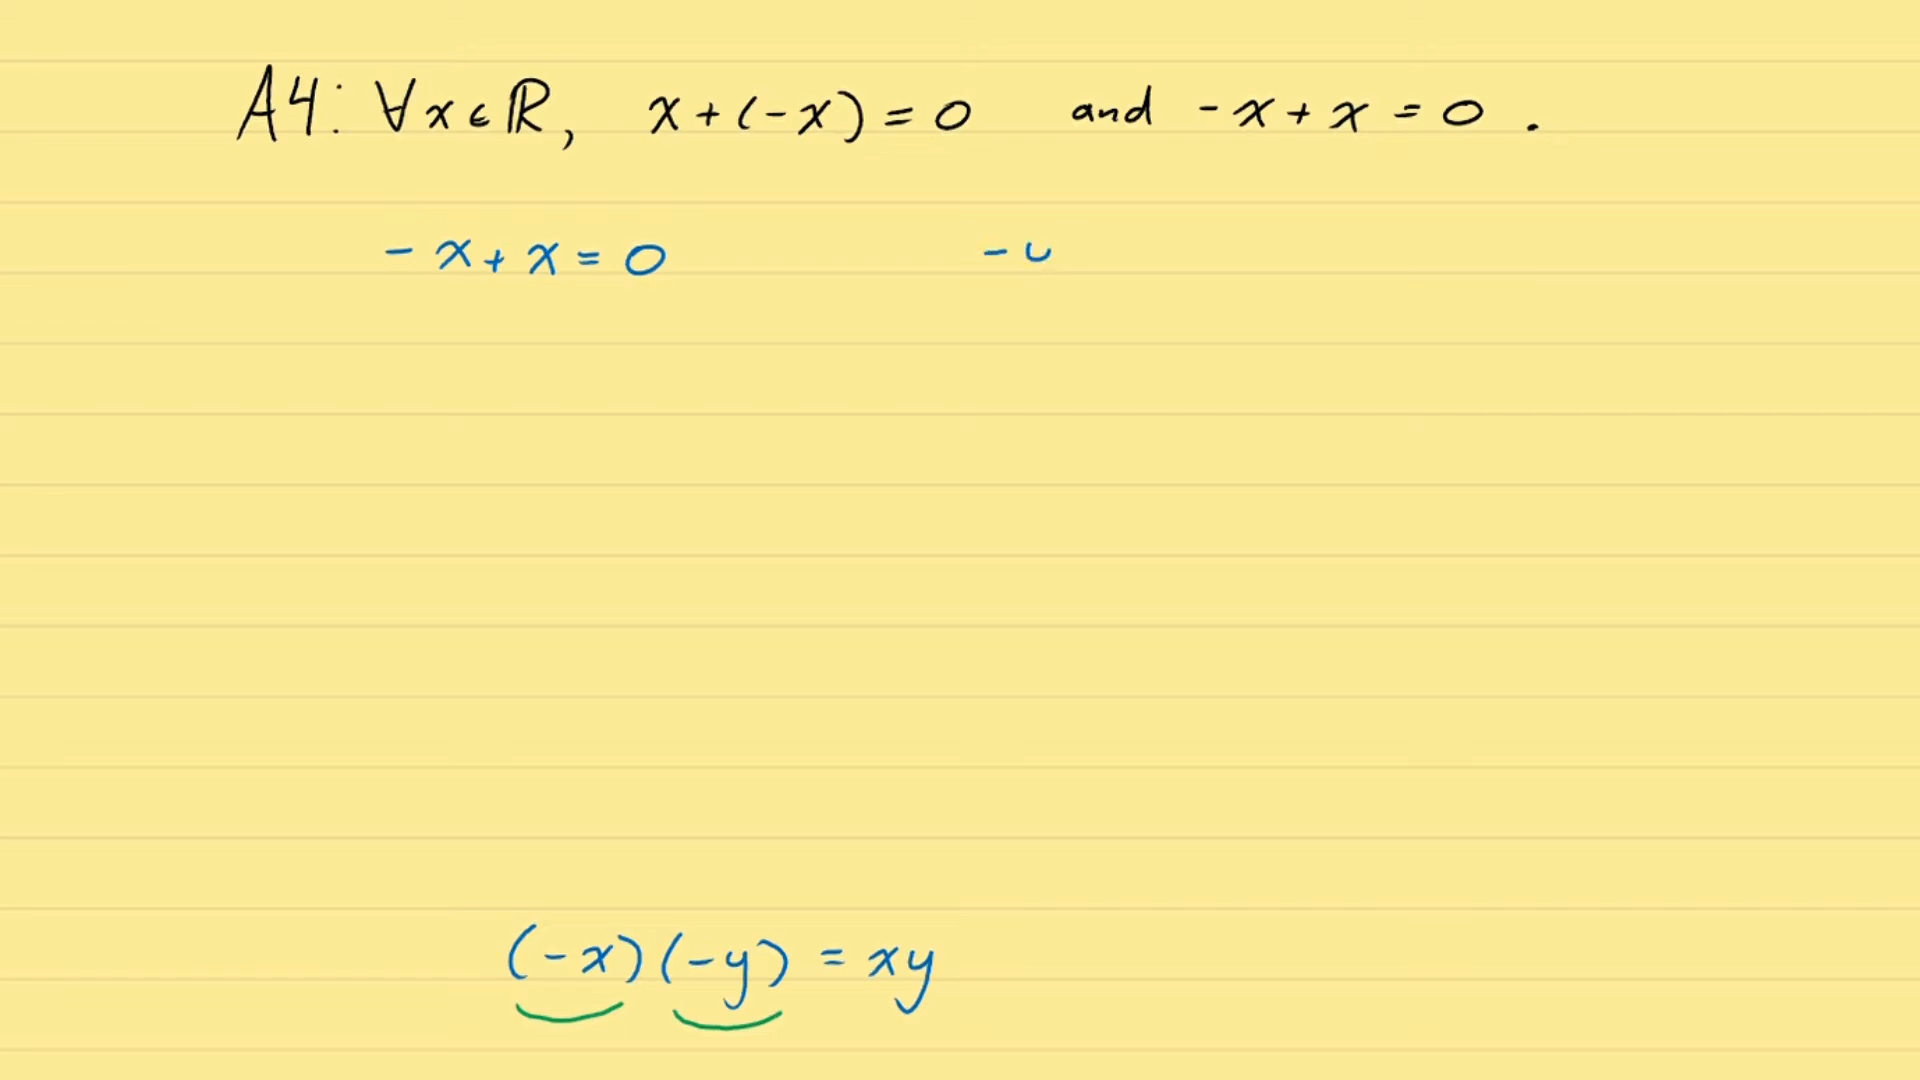 A4: ∀x∈ℝ, x+(-x)=0 and -x+x=0.
-x+x=0 -
(-x)(-y)=xy